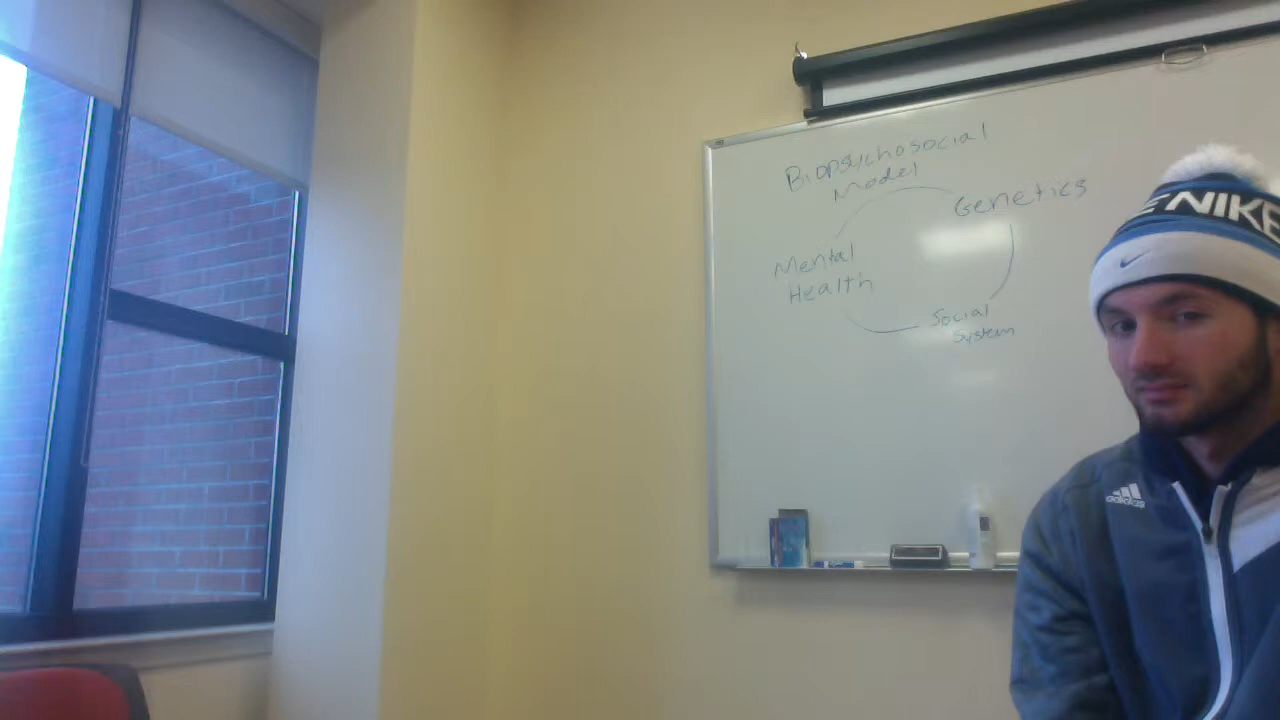 Biopsychosocial
Model
Genetics
Mental
Health
Social
System
NIKE
adidas